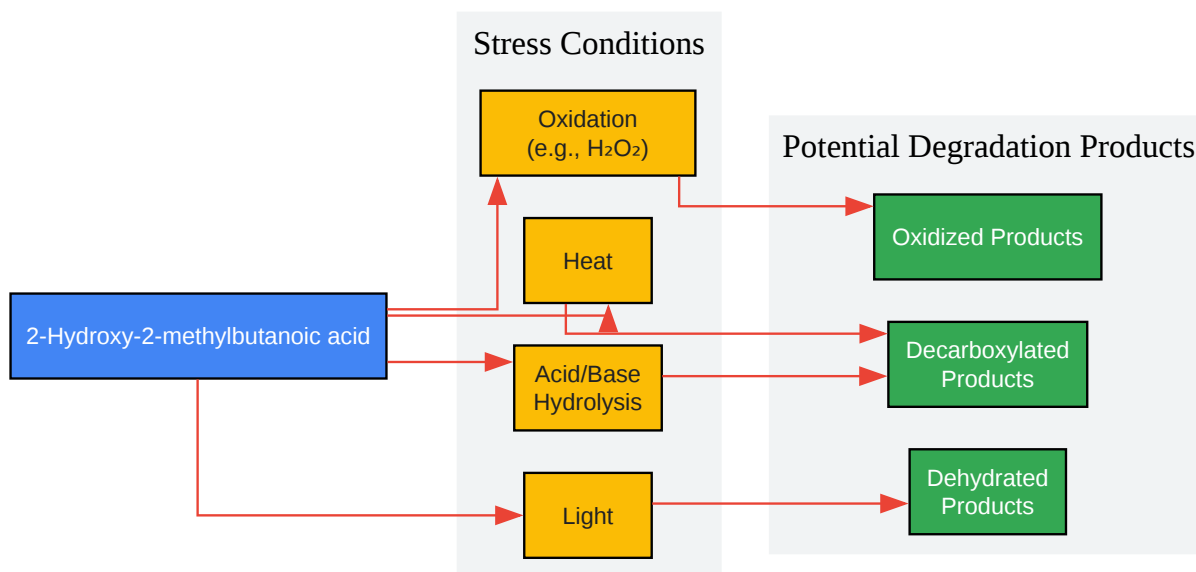 Stress Conditions
Oxidation
(e.g., H₂O₂)
Potential Degradation Products
Oxidized Products
Heat
2-Hydroxy-2-methylbutanoic acid
Decarboxylated
Products
Acid/Base
Hydrolysis
Dehydrated
Products
Light